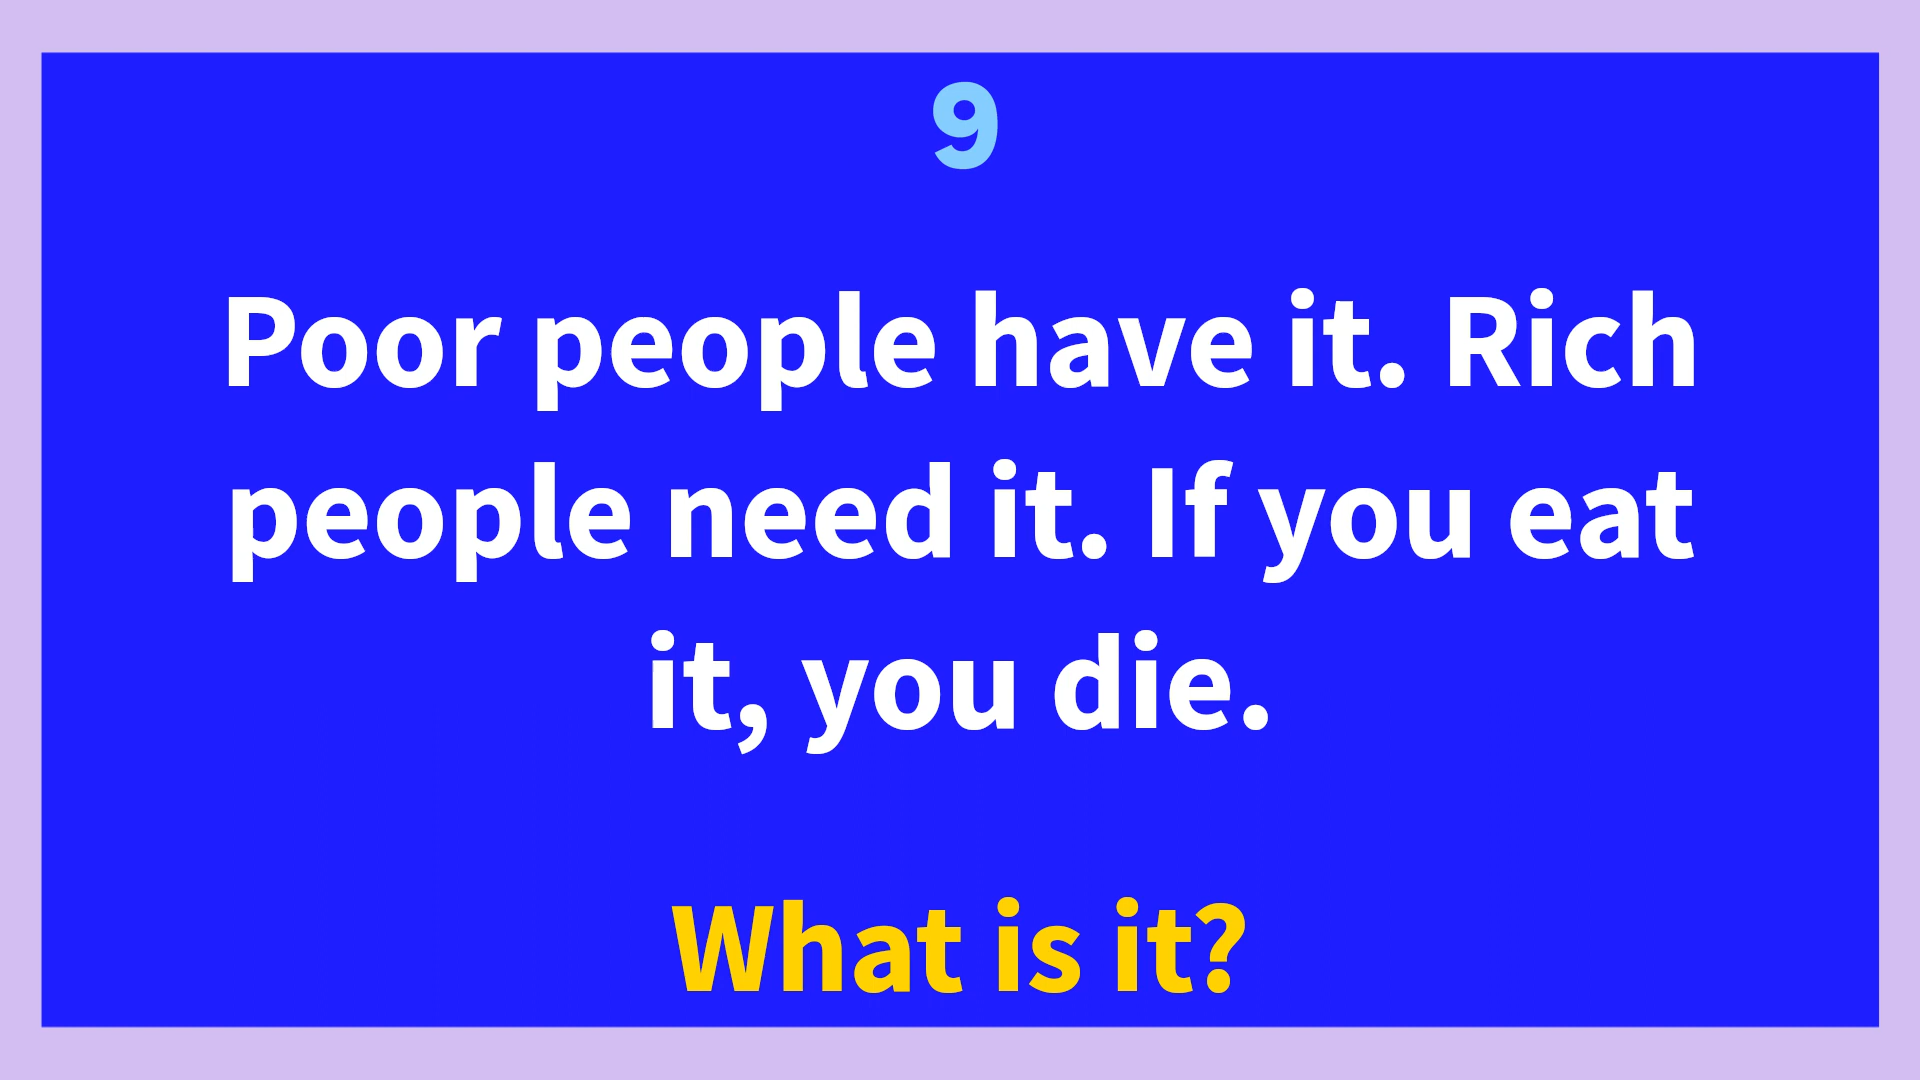 9
Poor people have it. Rich
people need it. If you eat
it, you die.
What is it?